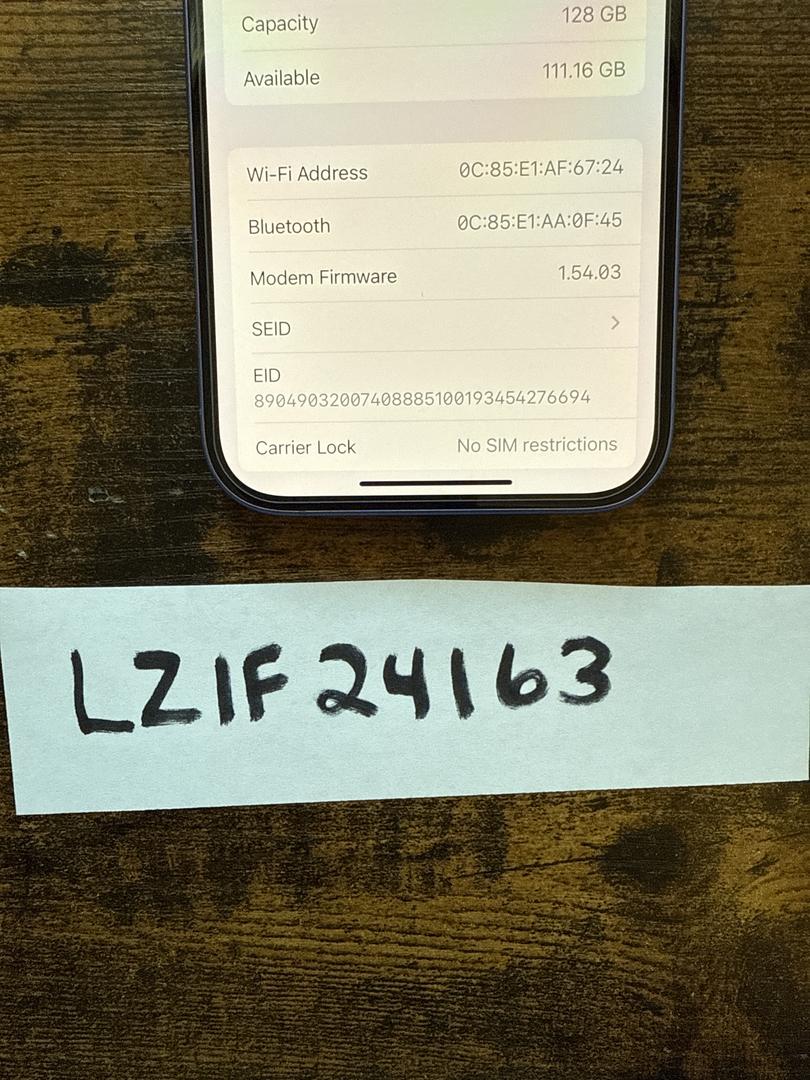 Capacity 128 GB
Available 111.16 GB
Wi-Fi Address 0C:85:E1:AF:67:24
Bluetooth 0C:85:E1:AA:0F:45
Modem Firmware 1.54.03
SEID
EID
89049032007408885100193454276694
Carrier Lock No SIM restrictions
LZIF24163